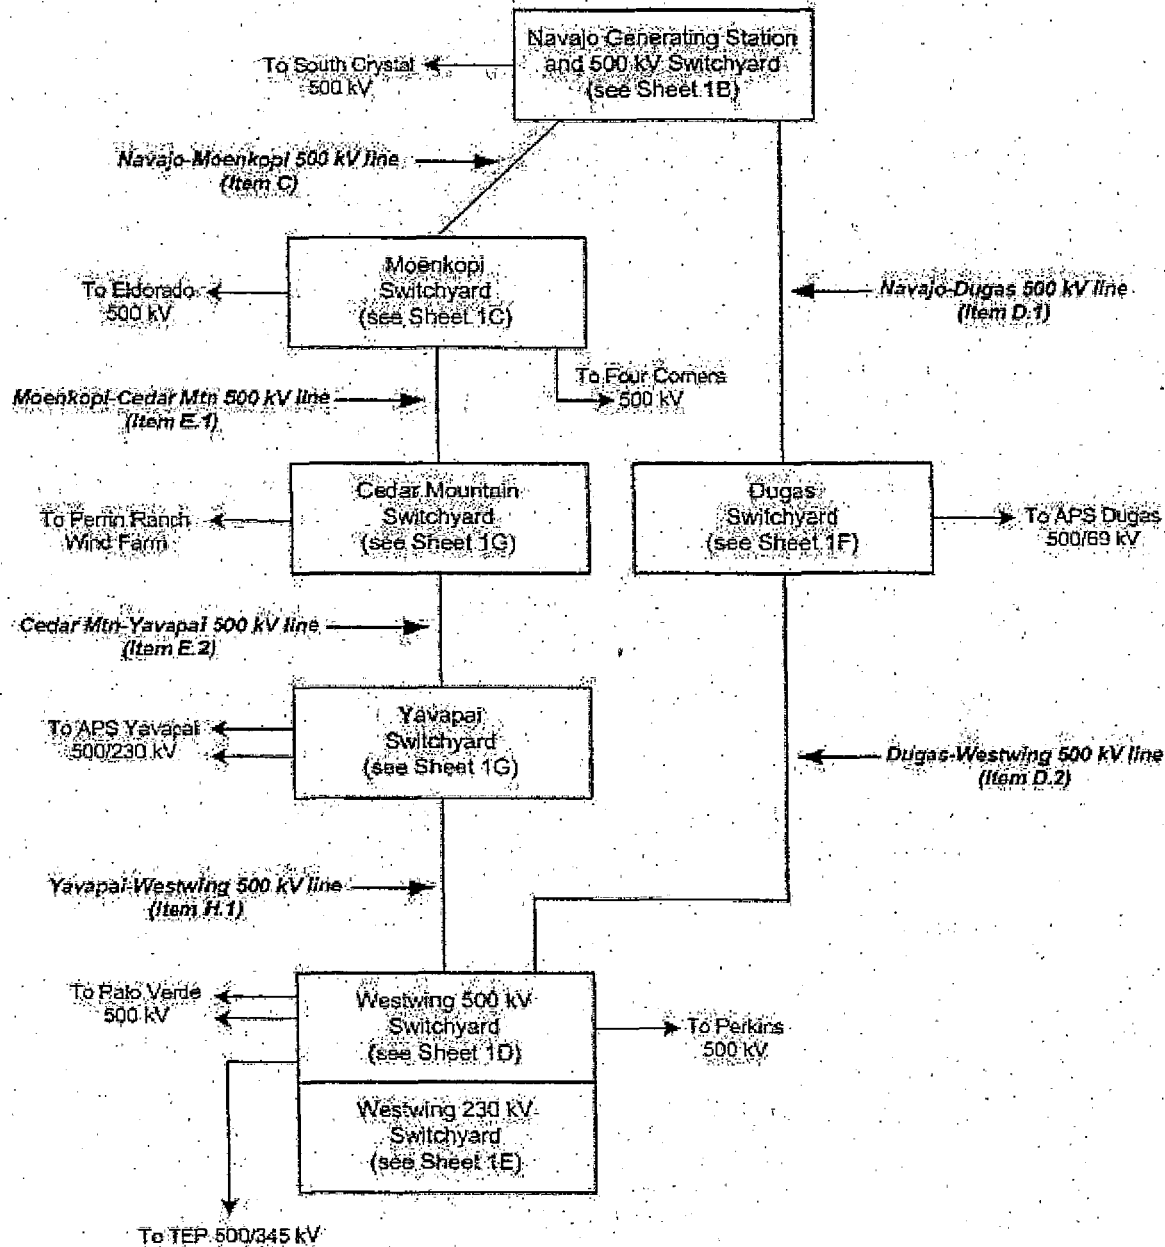 Navajo Generating Station
and 500 kV Switchyard
(see Sheet 1B)
To South Crystal
500 kV
Navajo-Moenkopi 500 kV line
(Item C)
Moenkopi
Switchyard
(see Sheet 1C)
To Eldorado
500 kV
Navajo-Dugas 500 kV line
(Item D.1)
To Four Corners
500 kV
Moenkopi-Cedar Mtn 500 kV line
(Item E.1)
Cedar Mountain
Switchyard
(see Sheet 1G)
To Perrin Ranch
Wind Farm
Dugas
Switchyard
(see Sheet 1F)
To APS Dugas
500/69 kV
Cedar Mtn-Yavapai 500 kV line
(Item E.2)
Yavapai
Switchyard
(see Sheet 1G)
To APS Yavapai
500/230 kV
Dugas-Westwing 500 kV line
(Item D.2)
Yavapai-Westwing 500 kV line
(Item H.1)
To Palo Verde
500 kV
Westwing 500 kV
Switchyard
(see Sheet 1D)
To Perkins
500 kV
Westwing 230 kV
Switchyard
(see Sheet 1E)
To TEP 500/345 kV